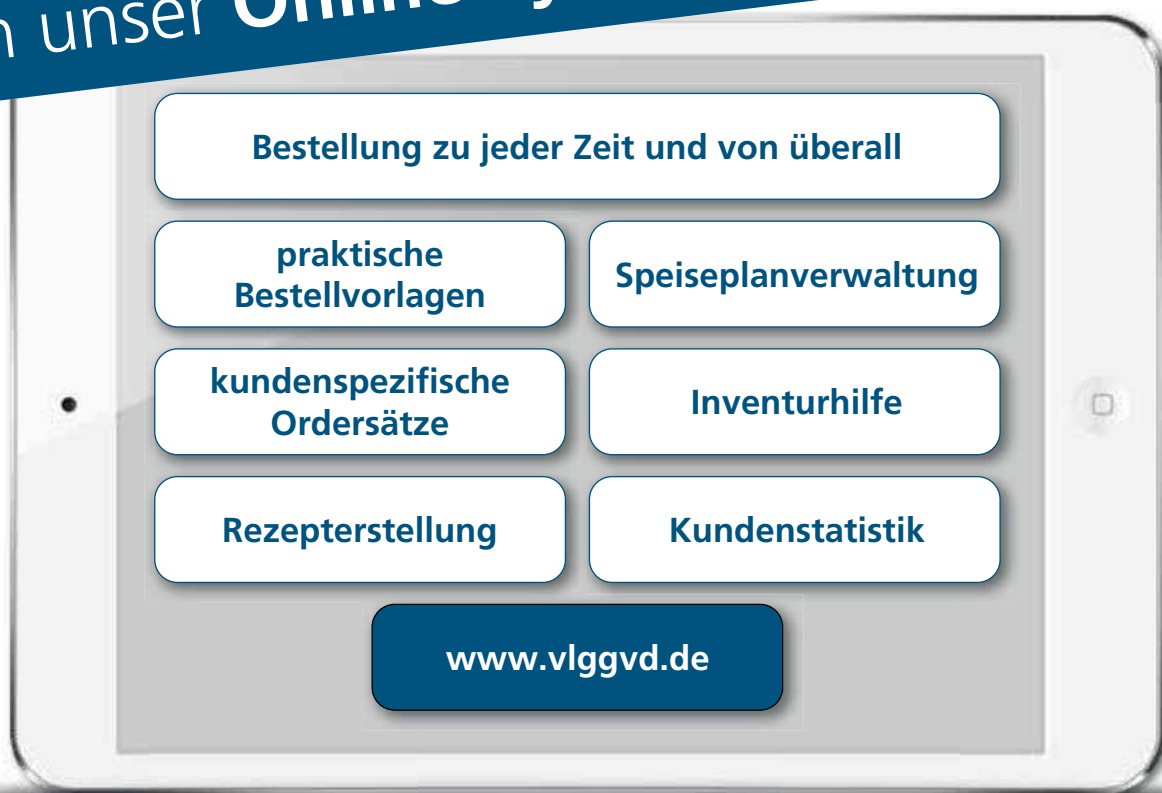 unser Online
Bestellung zu jeder Zeit und von überall
praktische
Bestellvorlagen
Speiseplanverwaltung
kundenspezifische
Ordersätze
Inventurhilfe
Rezepterstellung
Kundenstatistik
www.vlggvd.de